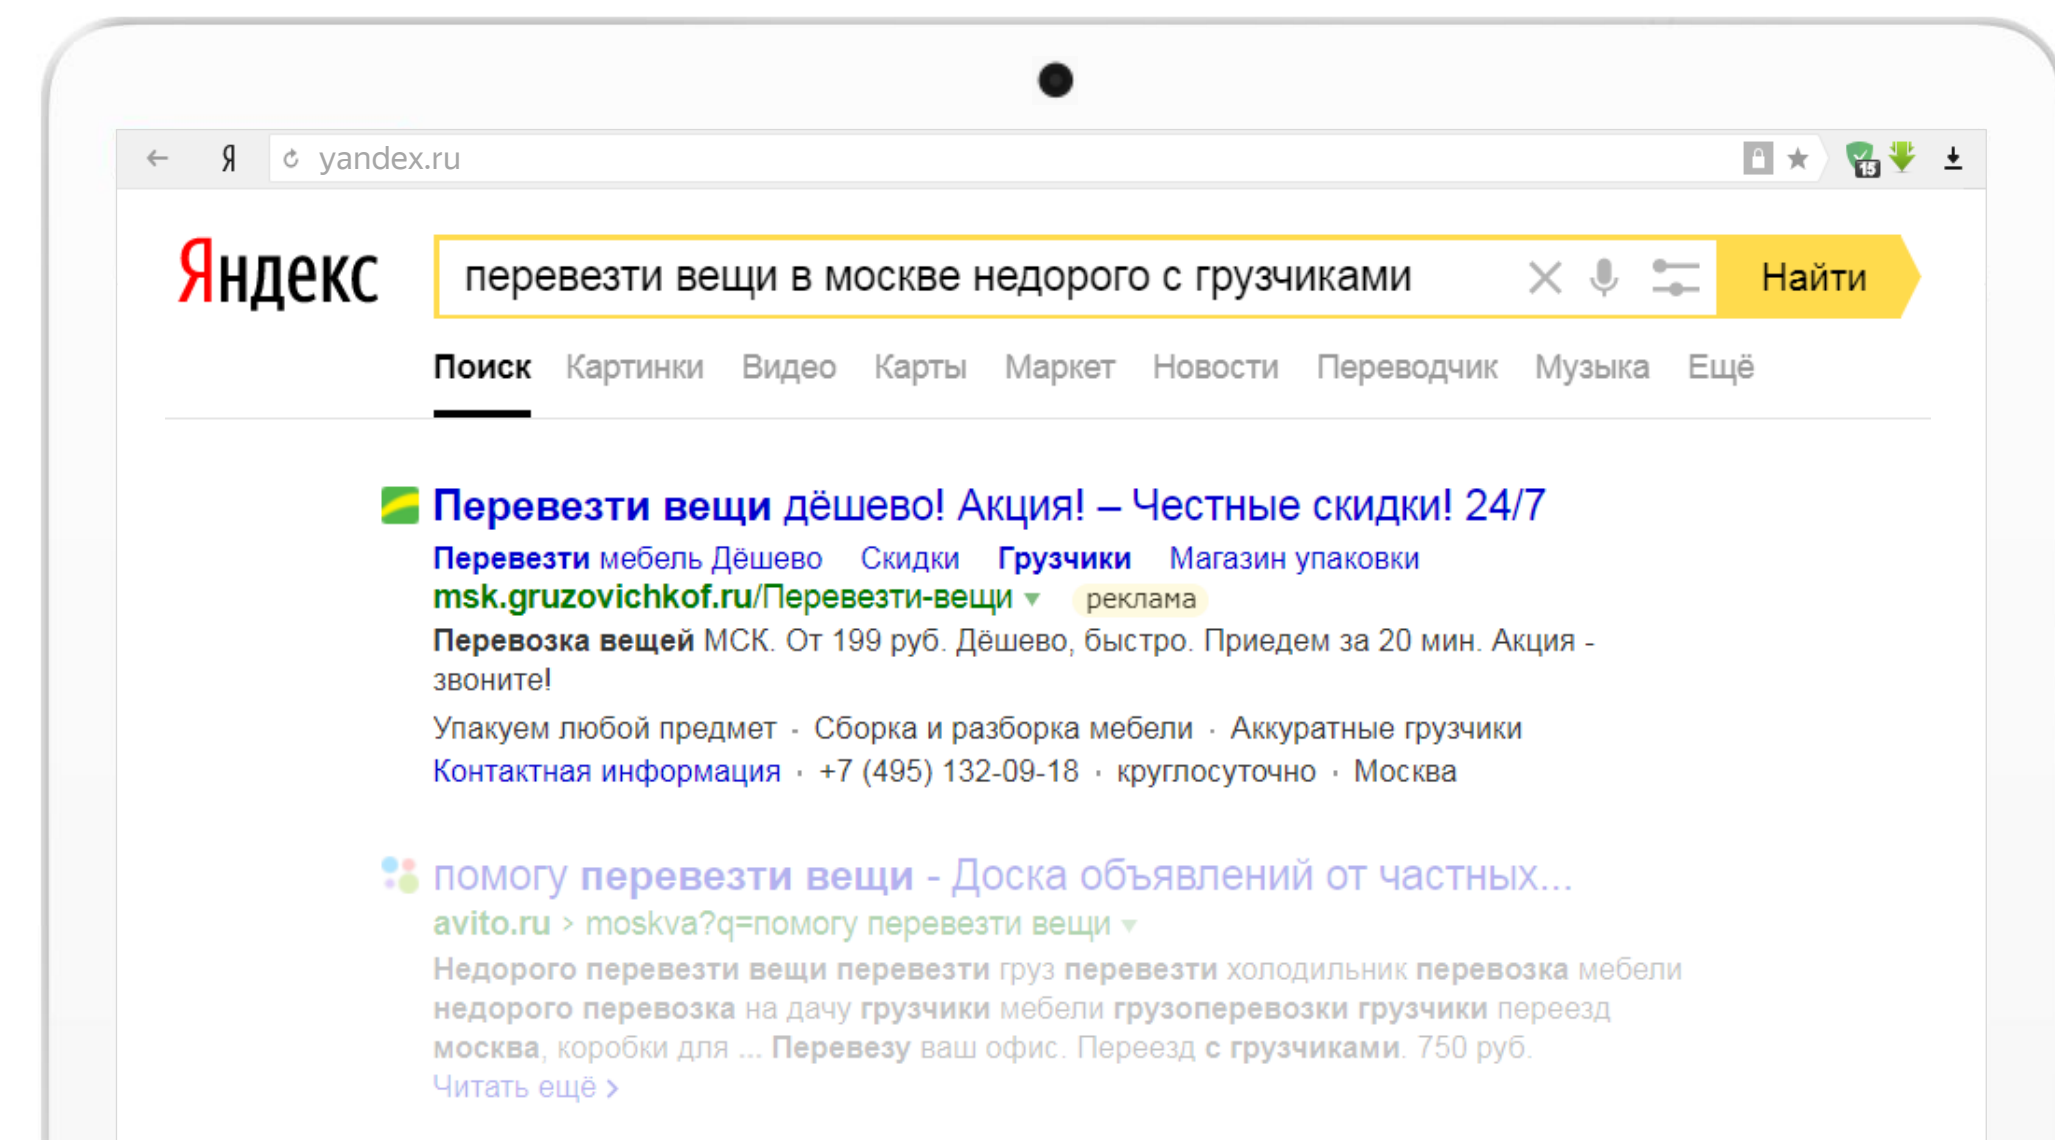 Я yandex.ru
15
Яндекс перевезти вещи в москве недорого с грузчиками Найти
Поиск Картинки Видео Карты Маркет Новости Переводчик Музыка Ещё
Перевезти вещи дёшево! Акция! – Честные скидки! 24/7
Перевезти мебель Дёшево Скидки Грузчики Магазин упаковки
msk.gruzovichkof.ru/Перевезти-вещи реклама
Перевозка вещей МСК. От 199 руб. Дёшево, быстро. Приедем за 20 мин. Акция -
звоните!
Упакуем любой предмет · Сборка и разборка мебели · Аккуратные грузчики
Контактная информация · +7 (495) 132-09-18 · круглосуточно · Москва
помогу перевезти вещи - Доска объявлений от частных...
avito.ru > moskva?q=помогу перевезти вещи
Недорого перевезти вещи перевезти груз перевезти холодильник перевозка мебели
недорого перевозка на дачу грузчики мебели грузоперевозки грузчики переезд
москва, коробки для ... Перевезу ваш офис. Переезд с грузчиками. 750 руб.
Читать ещё >